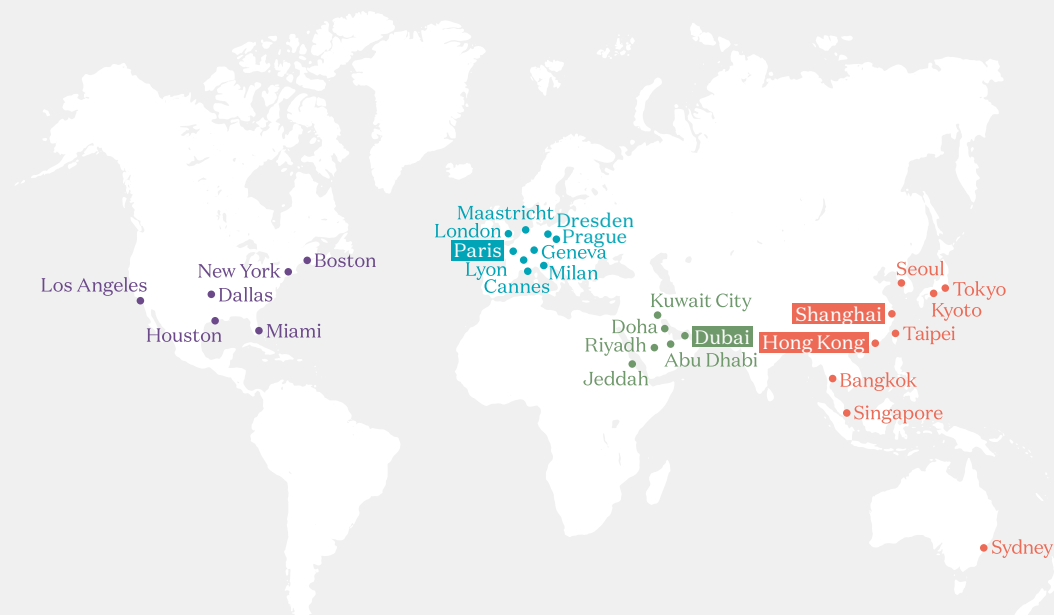 Maastricht
Dresden
London
Prague
Paris
Geneva
Lyon
Milan
Cannes
Boston
New York
Los Angeles
Dallas
Houston
Miami
Kuwait City
Doha
Dubai
Riyadh
Abu Dhabi
Jeddah
Seoul
Tokyo
Kyoto
Shanghai
Taipei
Hong Kong
Bangkok
Singapore
Sydney